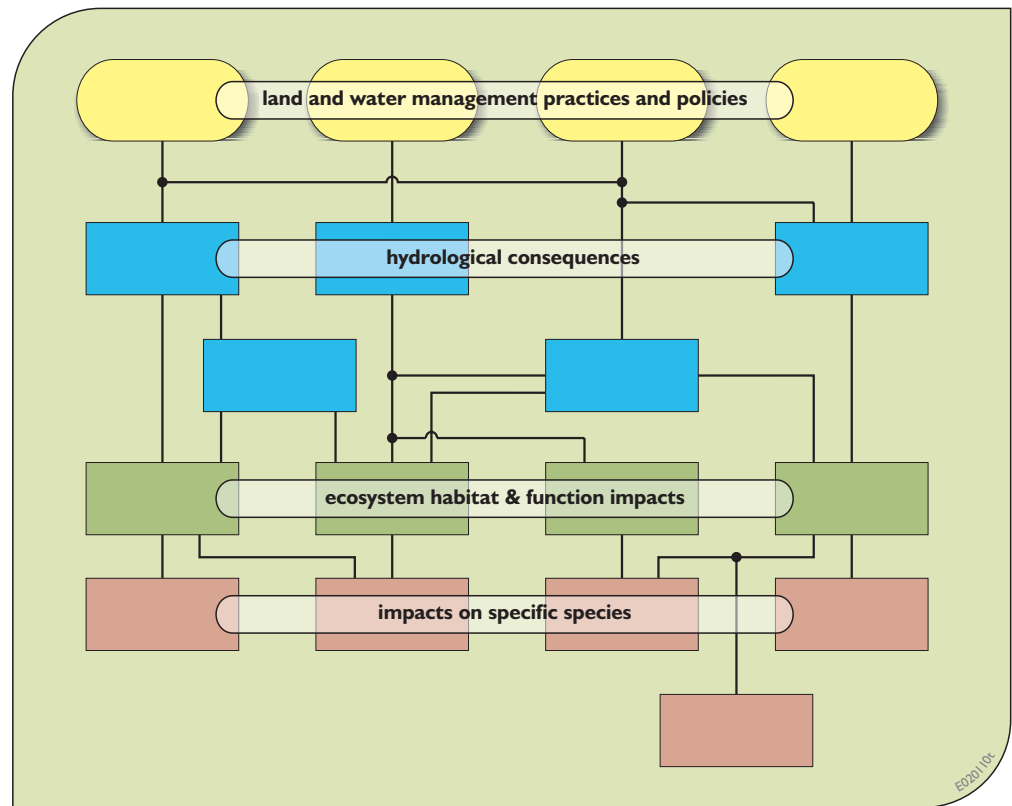 land and water management practices and policies
hydrological consequences
ecosystem habitat & function impacts
impacts on specific species
E020110t